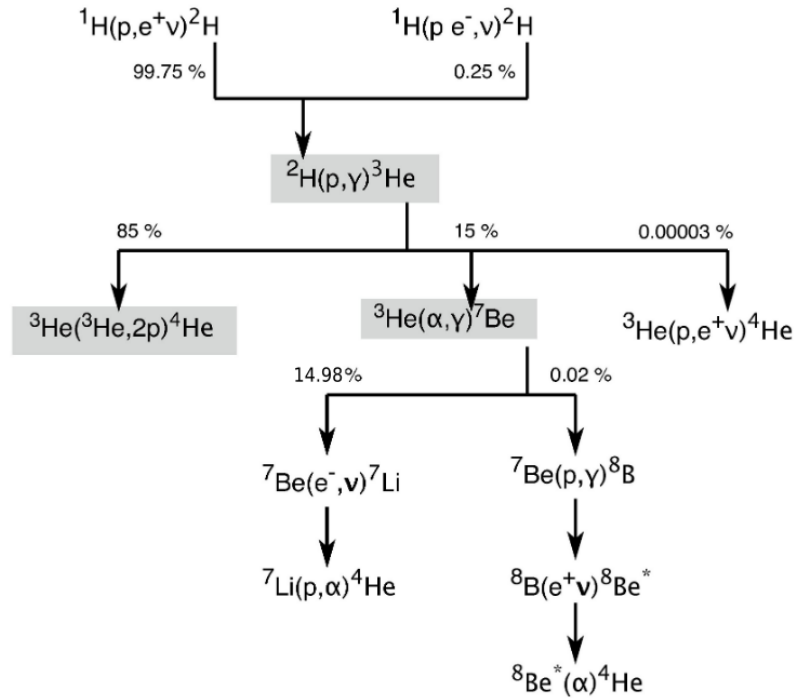 ¹H(p,e⁺ν)²H ¹H(p e⁻,ν)²H
99.75 % 0.25 %
²H(p,γ)³He
85 % 15 % 0.00003 %
³He(³He,2p)⁴He ³He(α,γ)⁷Be ³He(p,e⁺ν)⁴He
14.98% 0.02 %
⁷Be(e⁻,ν)⁷Li ⁷Be(p,γ)⁸B
⁷Li(p,α)⁴He ⁸B(e⁺ν)⁸Be*
⁸Be*(α)⁴He